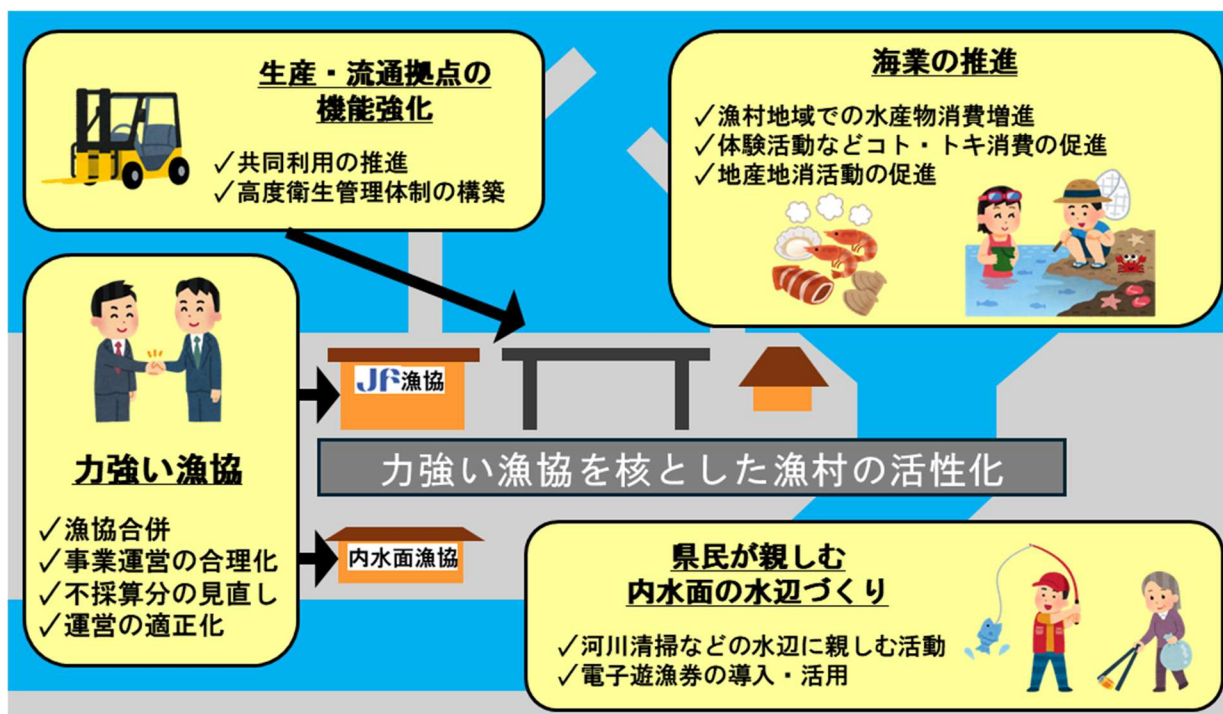 生産・流通拠点の
機能強化
✓共同利用の推進
✓高度衛生管理体制の構築
海業の推進
✓漁村地域での水産物消費増進
✓体験活動などコト・トキ消費の促進
✓地産地消活動の促進
力強い漁協
✓漁協合併
✓事業運営の合理化
✓不採算分の見直し
✓運営の適正化
JF漁協
力強い漁協を核とした漁村の活性化
内水面漁協
県民が親しむ
内水面の水辺づくり
✓河川清掃などの水辺に親しむ活動
✓電子遊漁券の導入・活用